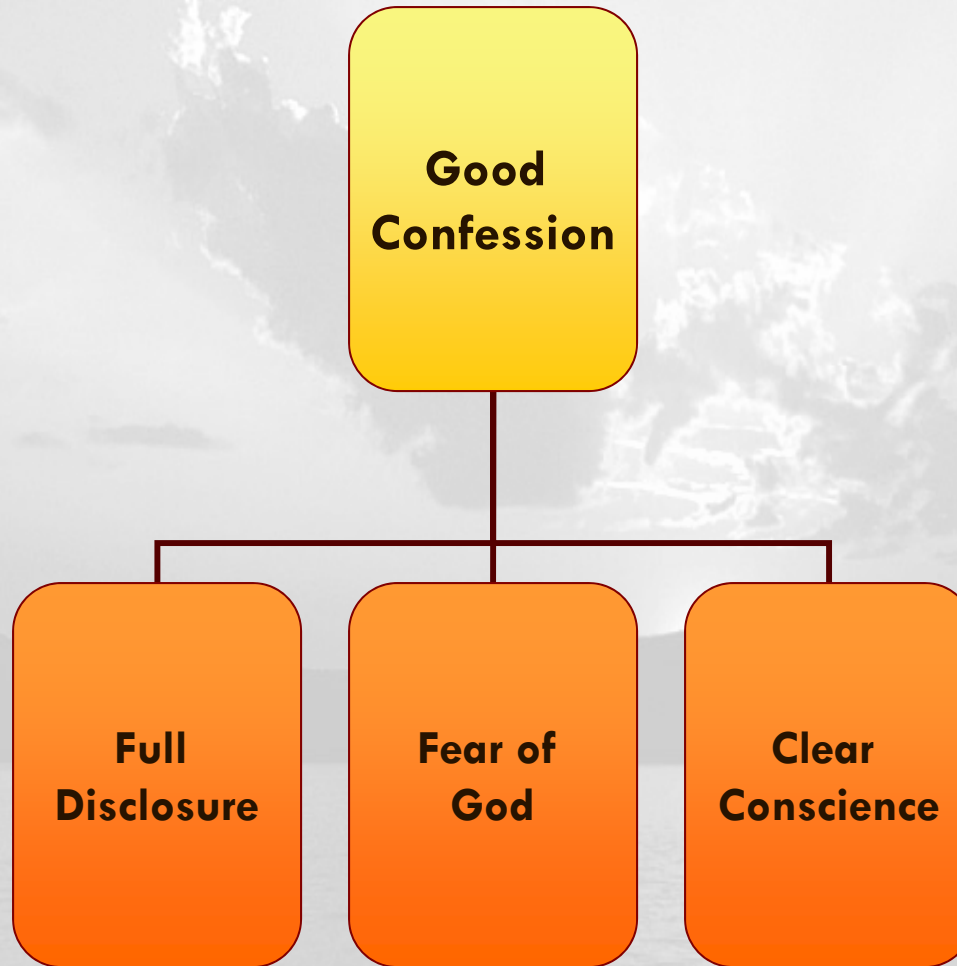 Good
Confession
Full
Disclosure
Fear of
God
Clear
Conscience